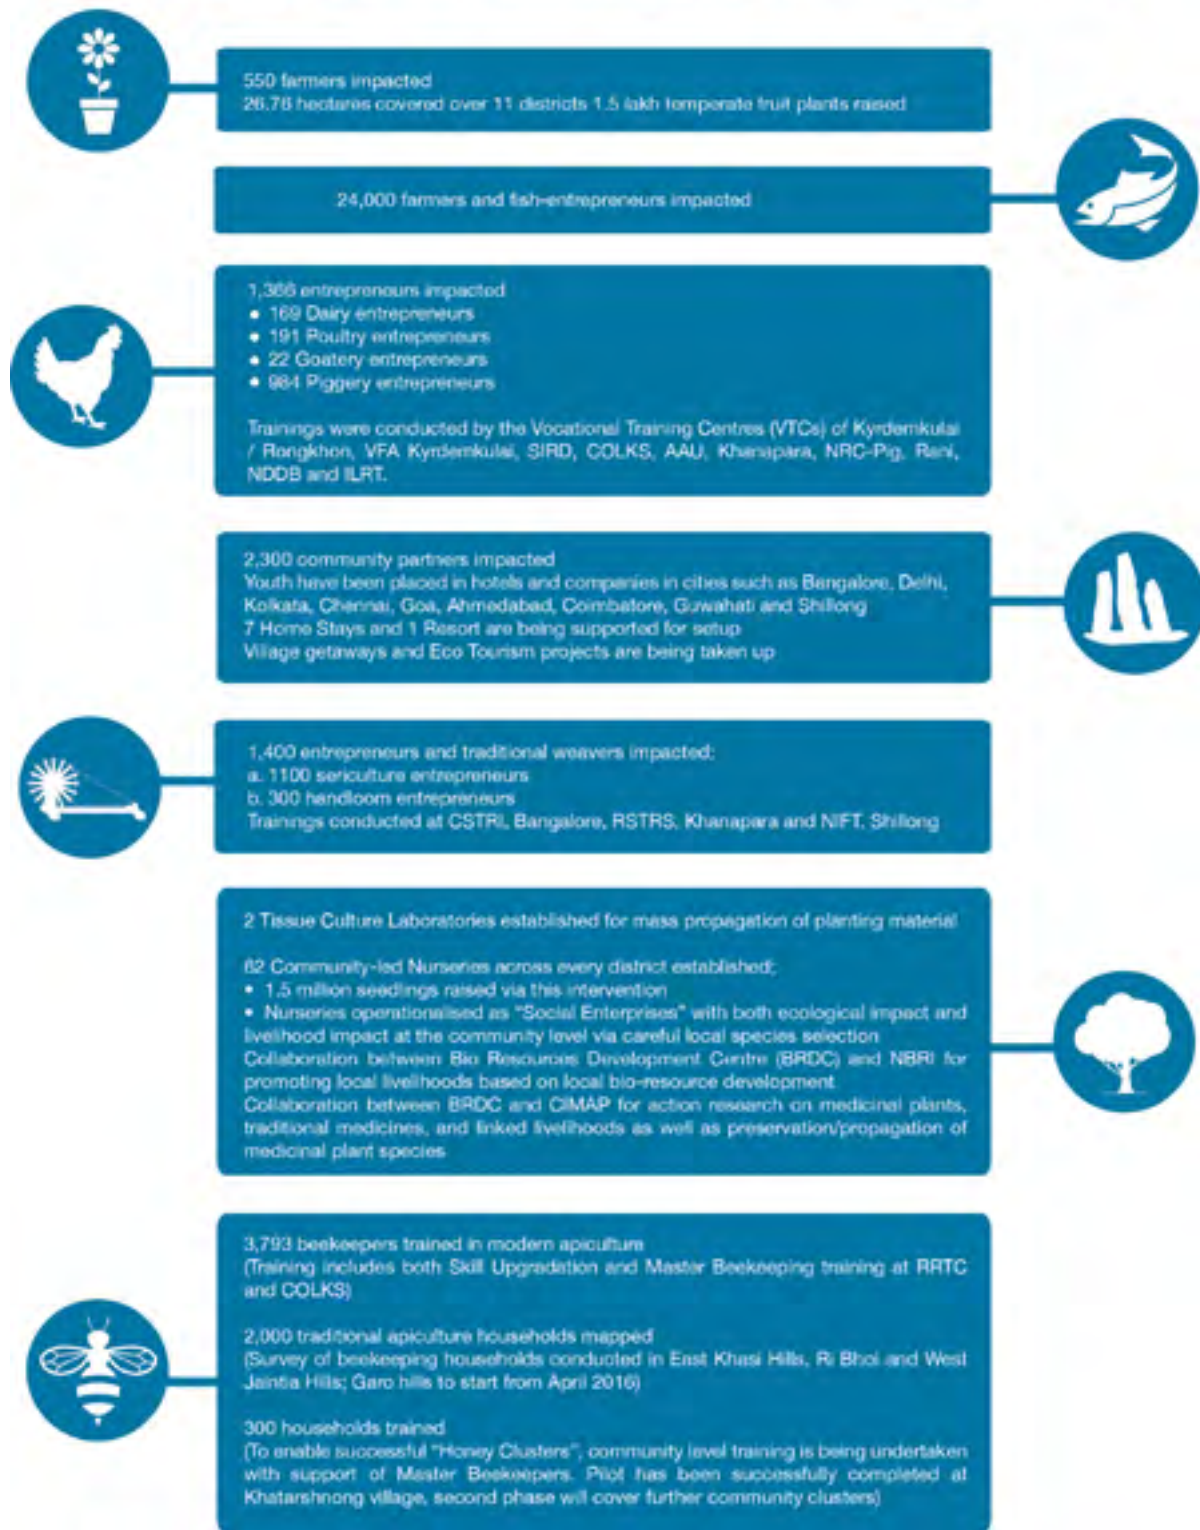 550 farmers impacted
26.76 hectares covered over 11 districts 1.5 lakh temperate fruit plants raised
24,000 farmers and fish-entrepreneurs impacted
1,366 entrepreneurs impacted
• 169 Dairy entrepreneurs
• 191 Poultry entrepreneurs
• 22 Goatery entrepreneurs
• 984 Piggery entrepreneurs
Trainings were conducted by the Vocational Training Centres (VTCs) of Kyrdemkulai
/ Rongkhon, VFA Kyrdemkulai, SIRD, COLKS, AAU, Khanapara, NRC-Pig, Rani,
NDDB and ILRT.
2,300 community partners impacted
Youth have been placed in hotels and companies in cities such as Bangalore, Delhi,
Kolkata, Chennai, Goa, Ahmedabad, Coimbatore, Guwahati and Shillong
7 Home Stays and 1 Resort are being supported for setup
Village getaways and Eco Tourism projects are being taken up
1,400 entrepreneurs and traditional weavers impacted;
a. 1100 sericulture entrepreneurs
b. 300 handloom entrepreneurs
Trainings conducted at CSTRI, Bangalore, RSTRS, Khanapara and NIFT, Shillong
2 Tissue Culture Laboratories established for mass propagation of planting material
62 Community-led Nurseries across every district established;
• 1.5 million seedlings raised via this intervention
• Nurseries operationalised as "Social Enterprises" with both ecological impact and
livelihood impact at the community level via careful local species selection
Collaboration between Bio Resources Development Centre (BRDC) and NBRI for
promoting local livelihoods based on local bio-resource development
Collaboration between BRDC and CIMAP for action research on medicinal plants,
traditional medicines, and linked livelihoods as well as preservation/propagation of
medicinal plant species
3,793 beekeepers trained in modern apiculture
(Training includes both Skill Upgradation and Master Beekeeping training at RRTC
and COLKS)
2,000 traditional apiculture households mapped
(Survey of beekeeping households conducted in East Khasi Hills, Ri Bhoi and West
Jaintia Hills; Garo hills to start from April 2016)
300 households trained
(To enable successful "Honey Clusters", community level training is being undertaken
with support of Master Beekeepers. Pilot has been successfully completed at
Khatarshnong village, second phase will cover further community clusters)